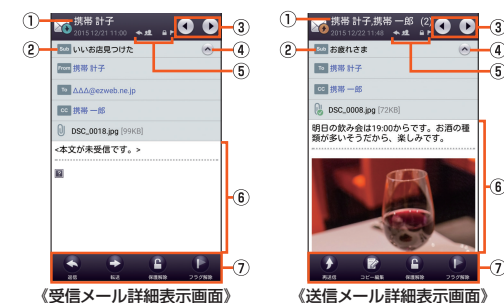 ① 携帯 計子
2015/12/21 11:00
③
② Sub いいお店見つけた
④
⑤
From 携帯 計子
To △△△@ezweb.ne.jp
CC 携帯 一郎
DSC_0018.jpg [99KB]
<本文が未受信です。>
?
⑥
返信 転送 保護解除 フラグ解除
⑦
《受信メール詳細表示画面》
① 携帯 計子,携帯 一郎 (2)
2015/12/22 11:48
③
② Sub お疲れさま
④
⑤
To 携帯 計子
CC 携帯 一郎
DSC_0008.jpg [72KB]
明日の飲み会は19:00からです。お酒の種
類が多いそうだから、楽しみです。
⑥
再送信 コピー編集 保護解除 フラグ解除
⑦
《送信メール詳細表示画面》